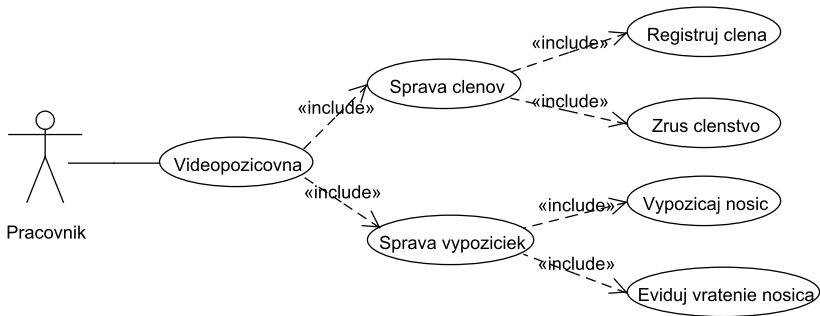 Registruj clena
«include»
Sprava clenov
«include»
«include»
Zrus clenstvo
Videopozicovna
«include»
Vypozicaj nosic
«include»
Pracovnik
Sprava vypoziciek
«include»
Eviduj vratenie nosica